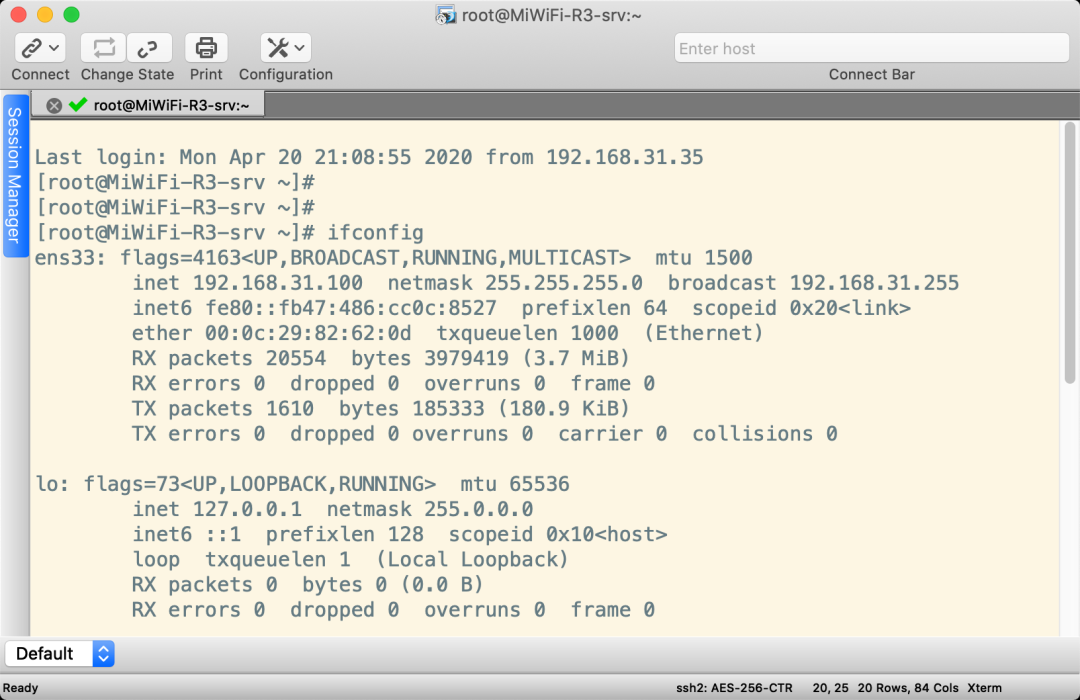 root@MiWiFi-R3-srv:~
Enter host
Connect Change State Print Configuration Connect Bar
root@MiWiFi-R3-srv:~
Session Manager
Last login: Mon Apr 20 21:08:55 2020 from 192.168.31.35
[root@MiWiFi-R3-srv ~]#
[root@MiWiFi-R3-srv ~]#
[root@MiWiFi-R3-srv ~]# ifconfig
ens33: flags=4163<UP,BROADCAST,RUNNING,MULTICAST>  mtu 1500
        inet 192.168.31.100  netmask 255.255.255.0  broadcast 192.168.31.255
        inet6 fe80::fb47:486:cc0c:8527  prefixlen 64  scopeid 0x20<link>
        ether 00:0c:29:82:62:0d  txqueuelen 1000  (Ethernet)
        RX packets 20554  bytes 3979419 (3.7 MiB)
        RX errors 0  dropped 0  overruns 0  frame 0
        TX packets 1610  bytes 185333 (180.9 KiB)
        TX errors 0  dropped 0 overruns 0  carrier 0  collisions 0
lo: flags=73<UP,LOOPBACK,RUNNING>  mtu 65536
        inet 127.0.0.1  netmask 255.0.0.0
        inet6 ::1  prefixlen 128  scopeid 0x10<host>
        loop  txqueuelen 1  (Local Loopback)
        RX packets 0  bytes 0 (0.0 B)
        RX errors 0  dropped 0  overruns 0  frame 0
Default
Ready ssh2: AES-256-CTR 20, 25 20 Rows, 84 Cols Xterm